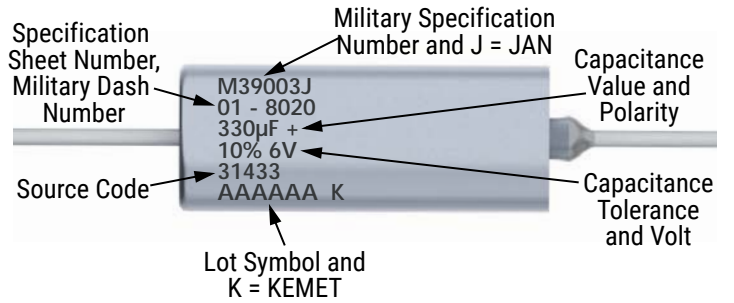 Military Specification
Number and J = JAN
Specification
Sheet Number,
Military Dash
Number
Capacitance
Value and
Polarity
M39003J
01 - 8020
330µF +
10% 6V
31433
AAAAAA K
Source Code
Capacitance
Tolerance
and Volt
Lot Symbol and
K = KEMET